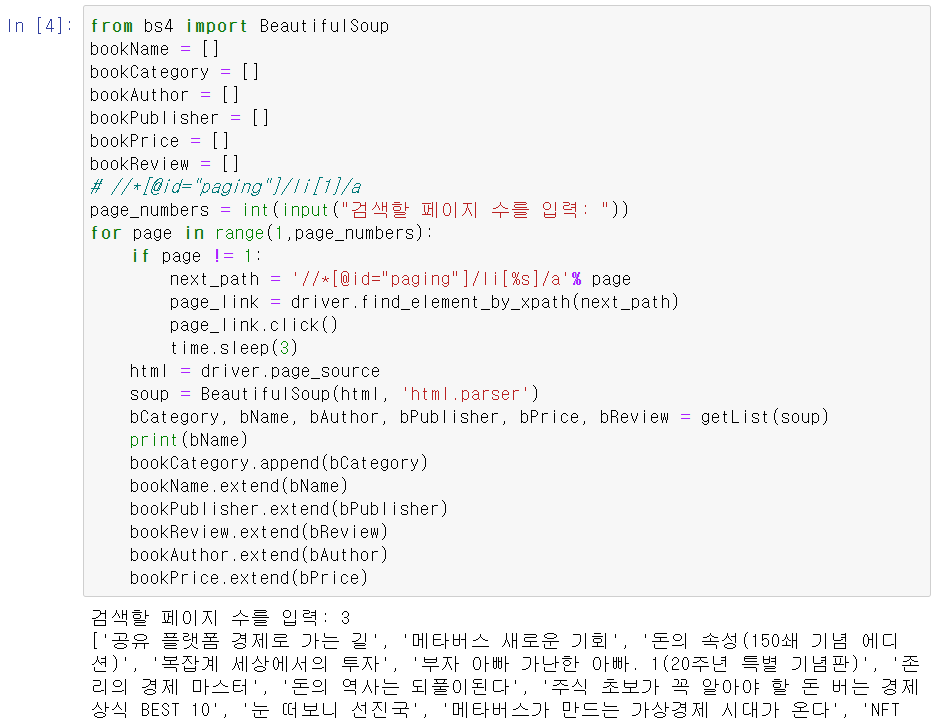 In [4]: from bs4 import BeautifulSoup
bookName = []
bookCategory = []
bookAuthor = []
bookPublisher = []
bookPrice = []
bookReview = []
# //*[@id="paging"]/li[1]/a
page_numbers = int(input("검색할 페이지 수를 입력: "))
for page in range(1,page_numbers):
    if page != 1:
        next_path = '//*[@id="paging"]/li[%s]/a'% page
        page_link = driver.find_element_by_xpath(next_path)
        page_link.click()
        time.sleep(3)
    html = driver.page_source
    soup = BeautifulSoup(html, 'html.parser')
    bCategory, bName, bAuthor, bPublisher, bPrice, bReview = getList(soup)
    print(bName)
    bookCategory.append(bCategory)
    bookName.extend(bName)
    bookPublisher.extend(bPublisher)
    bookReview.extend(bReview)
    bookAuthor.extend(bAuthor)
    bookPrice.extend(bPrice)
검색할 페이지 수를 입력: 3
['공유 플랫폼 경제로 가는 길', '메타버스 새로운 기회', '돈의 속성(150쇄 기념 에디
션)', '복잡계 세상에서의 투자', '부자 아빠 가난한 아빠. 1(20주년 특별 기념판)', '존
리의 경제 마스터', '돈의 역사는 되풀이된다', '주식 초보가 꼭 알아야 할 돈 버는 경제
상식 BEST 10', '눈 떠보니 선진국', '메타버스가 만드는 가상경제 시대가 온다', 'NFT